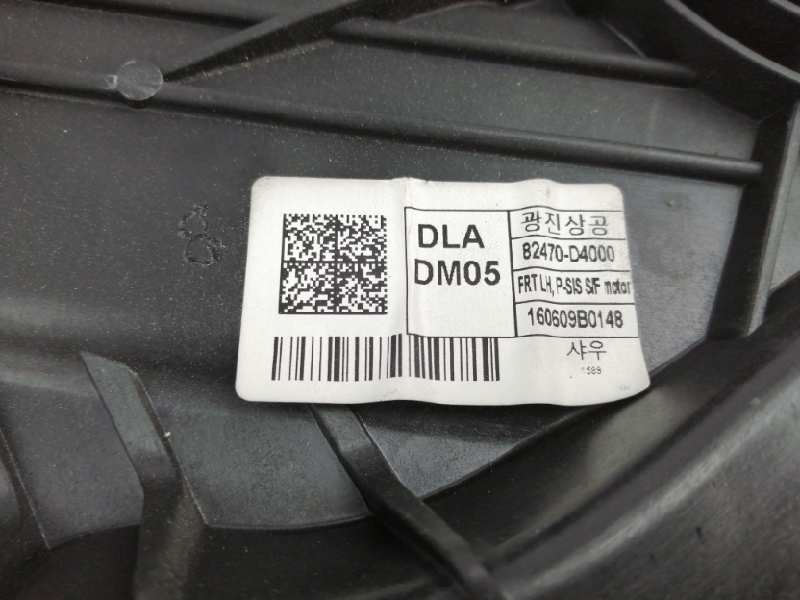 DLA
DM05
광진상공
82470-D4000
FRT LH, P-SIS S/F motor
160609B0148
샤우